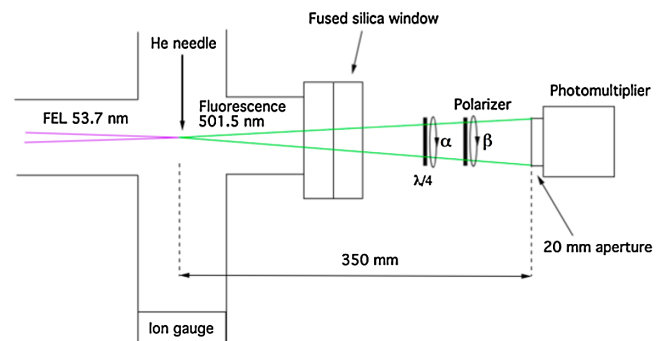 Fused silica window
He needle
FEL 53.7 nm
Fluorescence
501.5 nm
Polarizer
Photomultiplier
α
β
λ/4
20 mm aperture
350 mm
Ion gauge